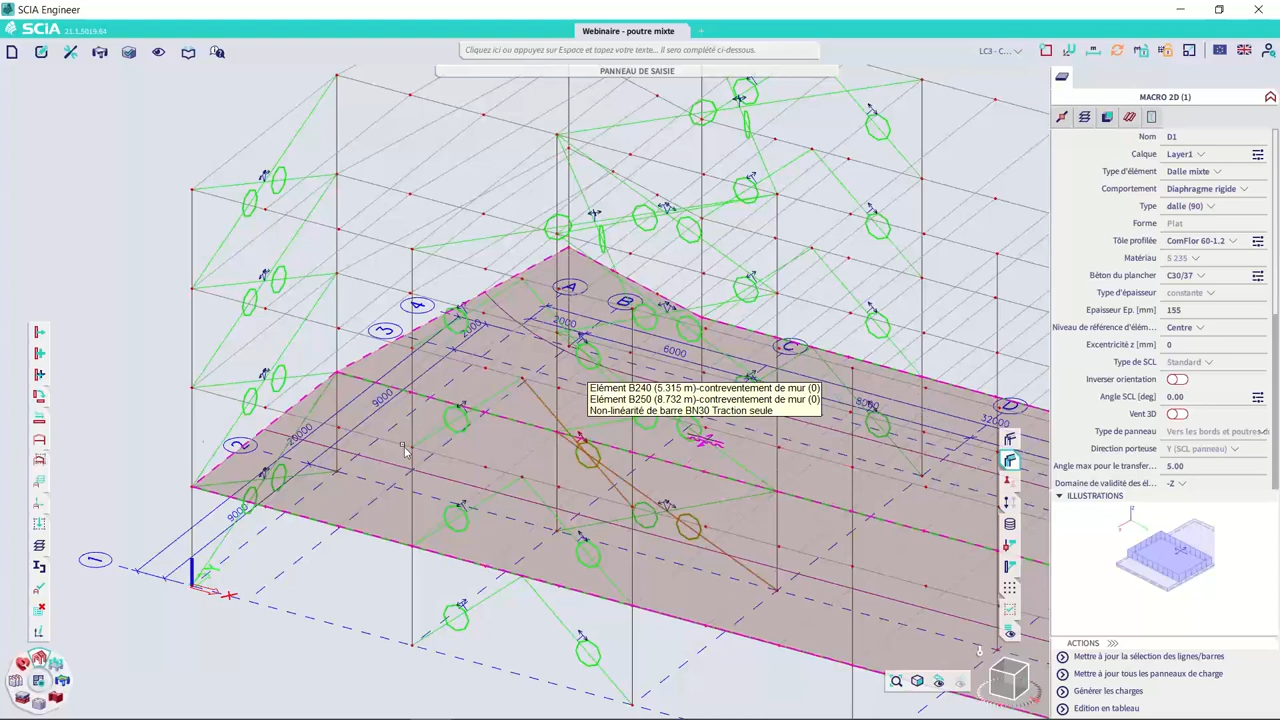 SCIA Engineer
SCIA 21.1.5019.64
Webinaire - poutre mixte
Cliquez ici ou appuyez sur Espace et tapez votre texte... il sera complété ci-dessous.
LC3 - C...
PANNEAU DE SAISIE
MACRO 2D (1)
Nom D1
Calque Layer1
Type d'élément Dalle mixte
Comportement Diaphragme rigide
Type dalle (90)
Forme Plat
Tôle profilée ComFlor 60-1.2
Matériau S 235
Béton du plancher C30/37
Type d'épaisseur constante
Epaisseur Ep. [mm] 155
Niveau de référence d'élém... Centre
Excentricité z [mm] 0
Type de SCL Standard
Inverser orientation
Angle SCL [deg] 0.00
Vent 3D
Type de panneau Vers les bords et poutres
Direction porteuse Y (SCL panneau)
Angle max pour le transfer... 5.00
Domaine de validité des él... -Z
ILLUSTRATIONS
ACTIONS >>>
Mettre à jour la sélection des lignes/barres
Mettre à jour tous les panneaux de charge
Générer les charges
Edition en tableau
Elément B240 (5.315 m)-contreventement de mur (0)
Elément B250 (8.732 m)-contreventement de mur (0)
Non-linéarité de barre BN30 Traction seule
A
B
C
D
1
2
3
4
2000
2000
6000
8000
32000
9000
20000
9000
X
Y